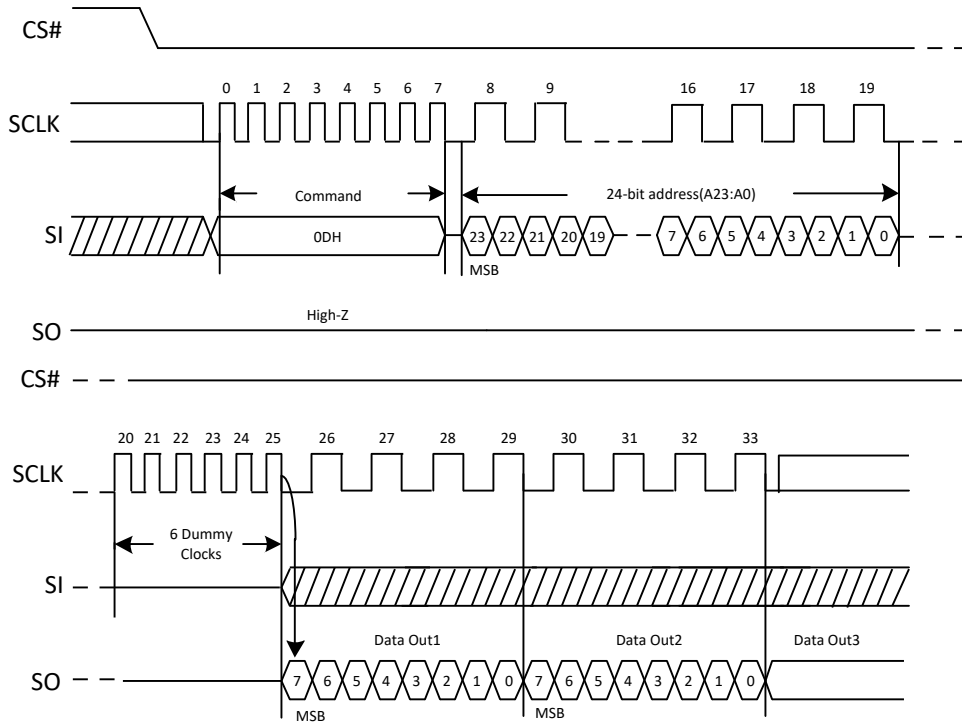 CS#
0 1 2 3 4 5 6 7 8 9 16 17 18 19
SCLK
Command 24-bit address(A23:A0)
SI 0DH 23 22 21 20 19 7 6 5 4 3 2 1 0
MSB
High-Z
SO
CS#
20 21 22 23 24 25 26 27 28 29 30 31 32 33
SCLK
6 Dummy
Clocks
SI
Data Out1 Data Out2 Data Out3
SO 7 6 5 4 3 2 1 0 7 6 5 4 3 2 1 0
MSB MSB